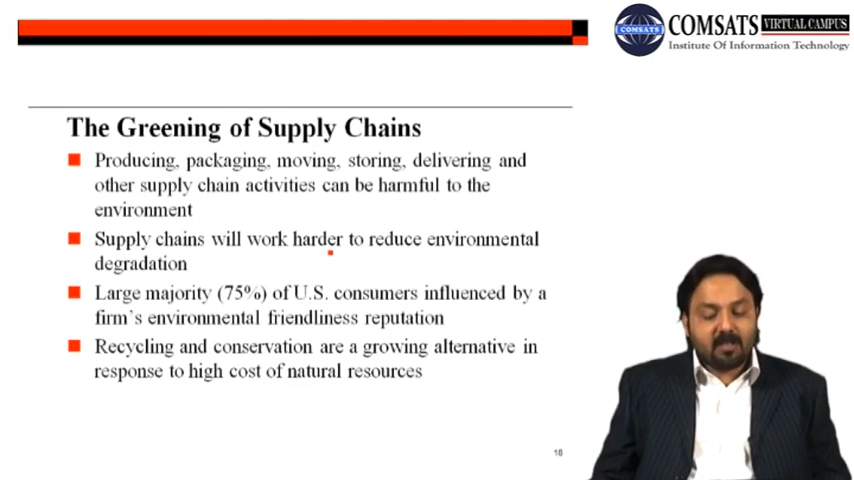 COMSATS VIRTUAL CAMPUS
COMSATS
Institute Of Information Technology
The Greening of Supply Chains
Producing, packaging, moving, storing, delivering and
other supply chain activities can be harmful to the
environment
Supply chains will work harder to reduce environmental
degradation
Large majority (75%) of U.S. consumers influenced by a
firm's environmental friendliness reputation
Recycling and conservation are a growing alternative in
response to high cost of natural resources
18